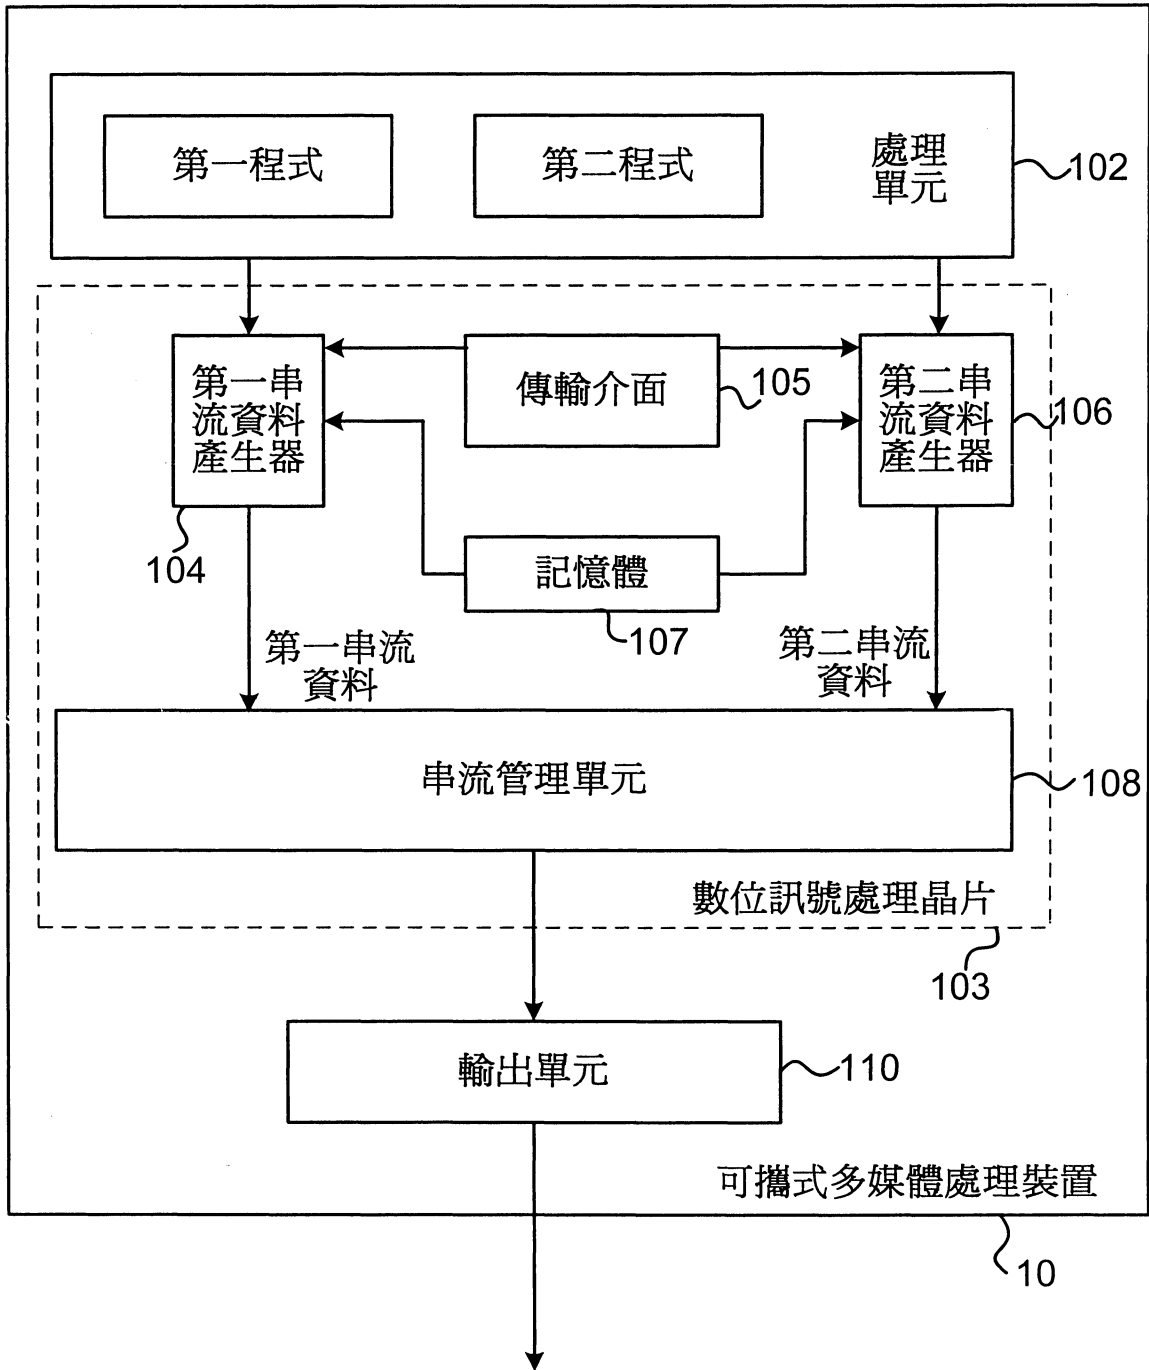 第一程式
第二程式
處理
單元
102
第一串
流資料
產生器
傳輸介面
105
第二串
流資料
產生器
106
104
記憶體
107
第一串流
資料
第二串流
資料
串流管理單元
108
數位訊號處理晶片
103
輸出單元
110
可攜式多媒體處理裝置
10